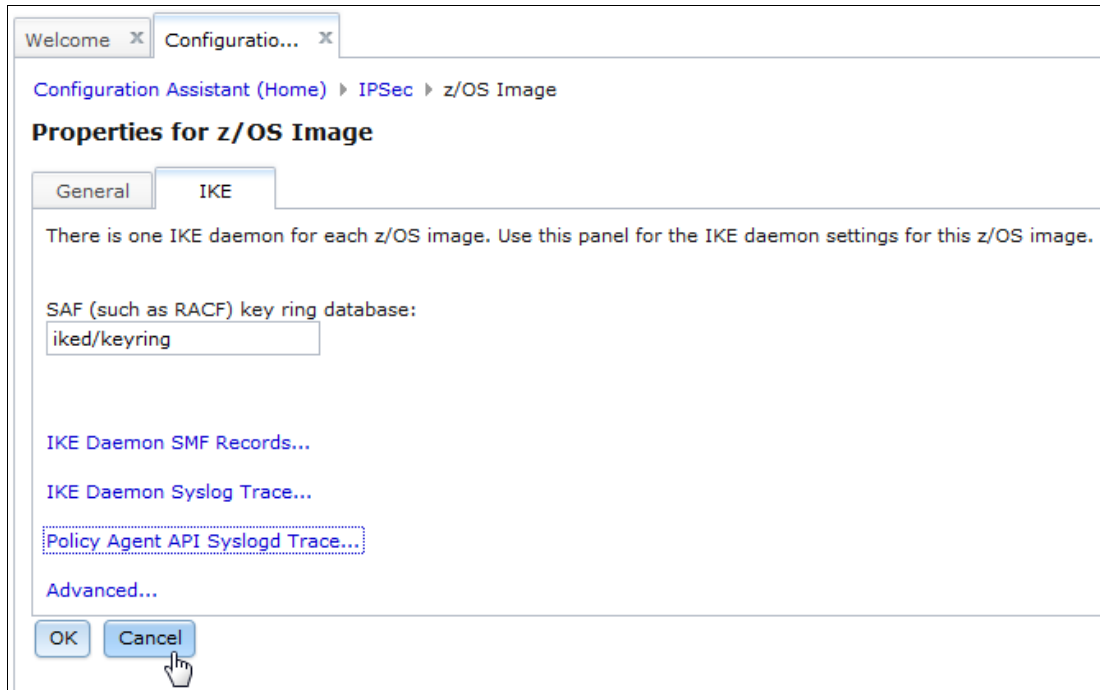 Welcome x Configuratio... x
Configuration Assistant (Home) ▸ IPSec ▸ z/OS Image
Properties for z/OS Image
General IKE
There is one IKE daemon for each z/OS image. Use this panel for the IKE daemon settings for this z/OS image.
SAF (such as RACF) key ring database:
iked/keyring
IKE Daemon SMF Records...
IKE Daemon Syslog Trace...
Policy Agent API Syslogd Trace...
Advanced...
OK Cancel